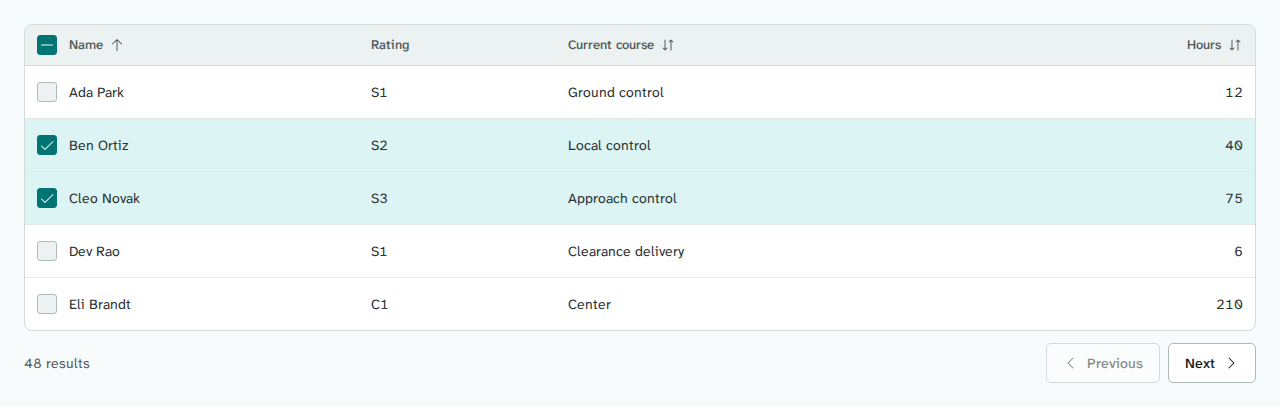 Name Rating Current course Hours
Ada Park S1 Ground control 12
Ben Ortiz S2 Local control 40
Cleo Novak S3 Approach control 75
Dev Rao S1 Clearance delivery 6
Eli Brandt C1 Center 210
48 results Previous Next